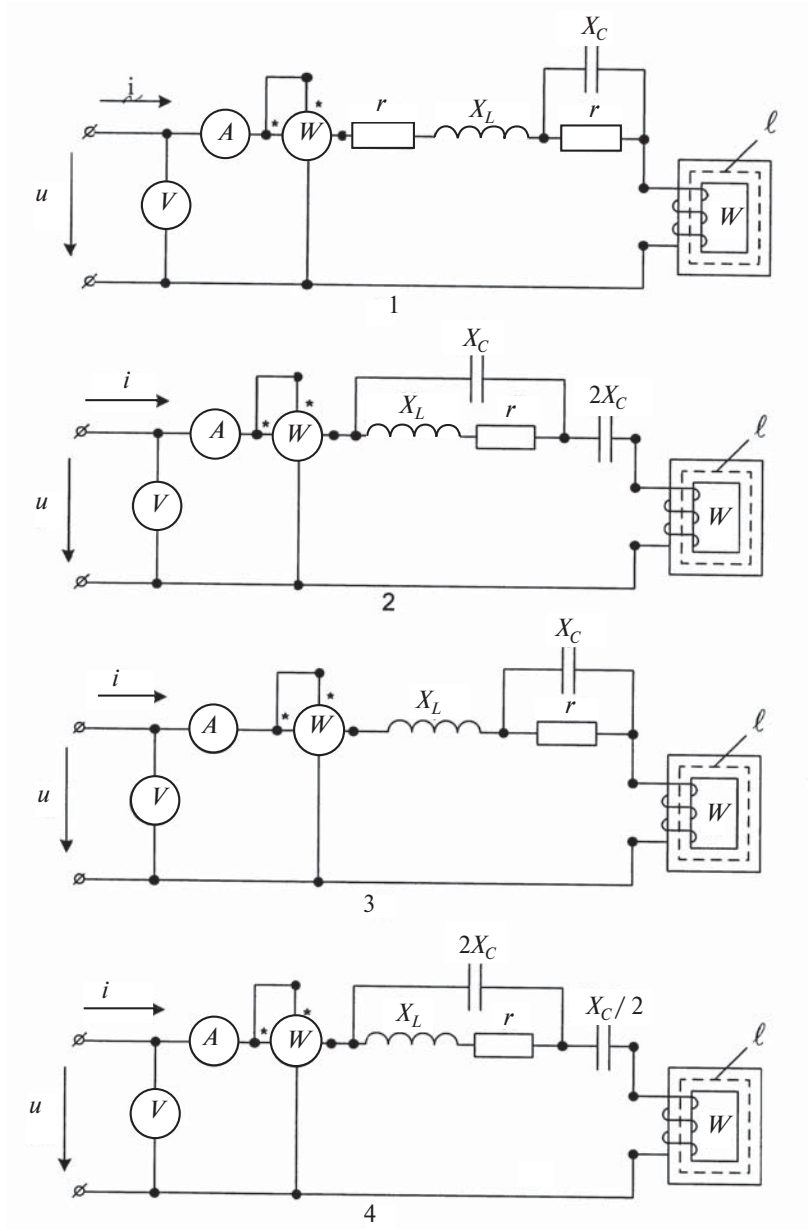 X_C
i
r
X_L
r
ℓ
A
*
*
W
u
V
W
1
X_C
i
X_L
r
2X_C
ℓ
A
*
*
W
u
V
W
2
X_C
i
X_L
r
ℓ
A
*
*
W
u
V
W
3
2X_C
i
X_L
r
X_C / 2
ℓ
A
*
*
W
u
V
W
4